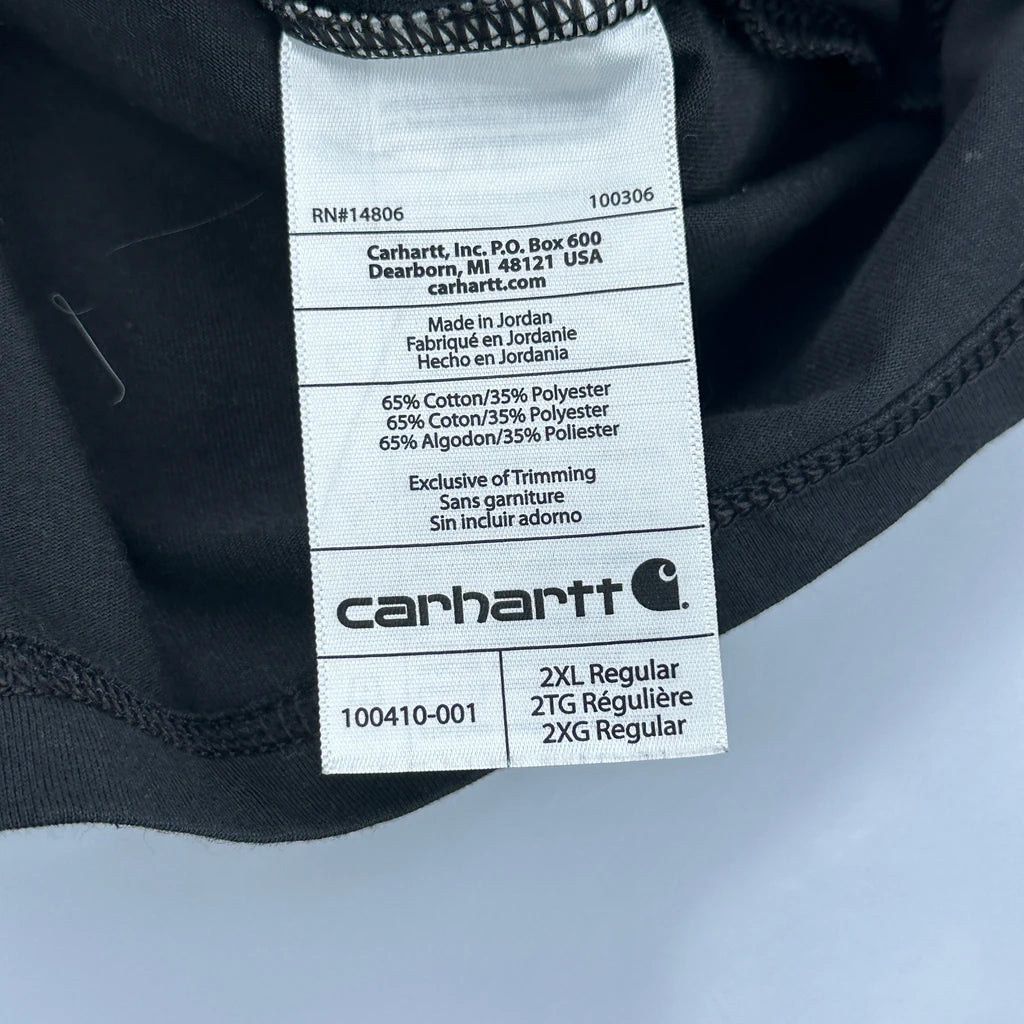 RN#14806 100306
Carhartt, Inc. P.O. Box 600
Dearborn, MI 48121 USA
carhartt.com
Made in Jordan
Fabriqué en Jordanie
Hecho en Jordania
65% Cotton/35% Polyester
65% Coton/35% Polyester
65% Algodon/35% Poliester
Exclusive of Trimming
Sans garniture
Sin incluir adorno
carhartt
100410-001
2XL Regular
2TG Régulière
2XG Regular